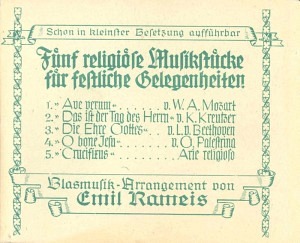 Schon in kleinster Besetzung aufführbar
Fünf religiöse Musikstücke
für festliche Gelegenheiten
1. "Ave verum" . . . . . . v. W. A. Mozart
2. "Das ist der Tag des Herrn" v. K. Kreutzer
3. "Die Ehre Gottes" . . . v. L. v. Beethoven
4. "O bone Jesu" . . . . . v. O. Palestrina
5. "Crucifixus" . . . . . . Arie religioso
Blasmusik-Arrangement von
Emil Rameis